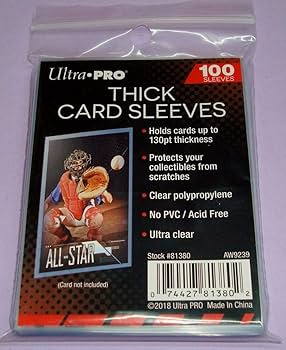 Ultra•PRO®
100
SLEEVES
THICK
CARD SLEEVES
• Holds cards up to
130pt thickness
• Protects your
collectibles from
scratches
• Clear polypropylene
• No PVC / Acid Free
• Ultra clear
ALL-STAR
(Card not included)
Stock #81380
AW9239
0 74427 81380 2
©2018 Ultra PRO Made In China